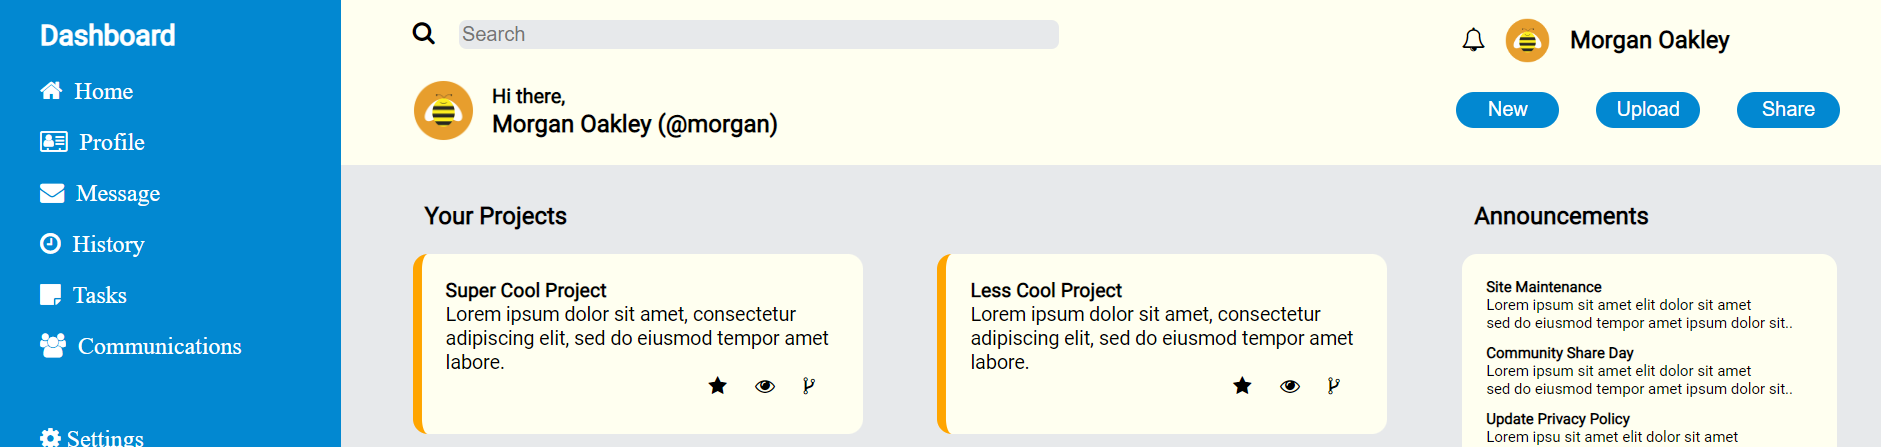 Dashboard
Home
Profile
Message
History
Tasks
Communications
Settings
Search
Morgan Oakley
Hi there,
Morgan Oakley (@morgan)
New
Upload
Share
Your Projects
Super Cool Project
Lorem ipsum dolor sit amet, consectetur
adipiscing elit, sed do eiusmod tempor amet
labore.
Less Cool Project
Lorem ipsum dolor sit amet, consectetur
adipiscing elit, sed do eiusmod tempor amet
labore.
Announcements
Site Maintenance
Lorem ipsum sit amet elit dolor sit amet
sed do eiusmod tempor amet ipsum dolor sit..
Community Share Day
Lorem ipsum sit amet elit dolor sit amet
sed do eiusmod tempor amet ipsum dolor sit..
Update Privacy Policy
Lorem ipsu sit amet elit dolor sit amet